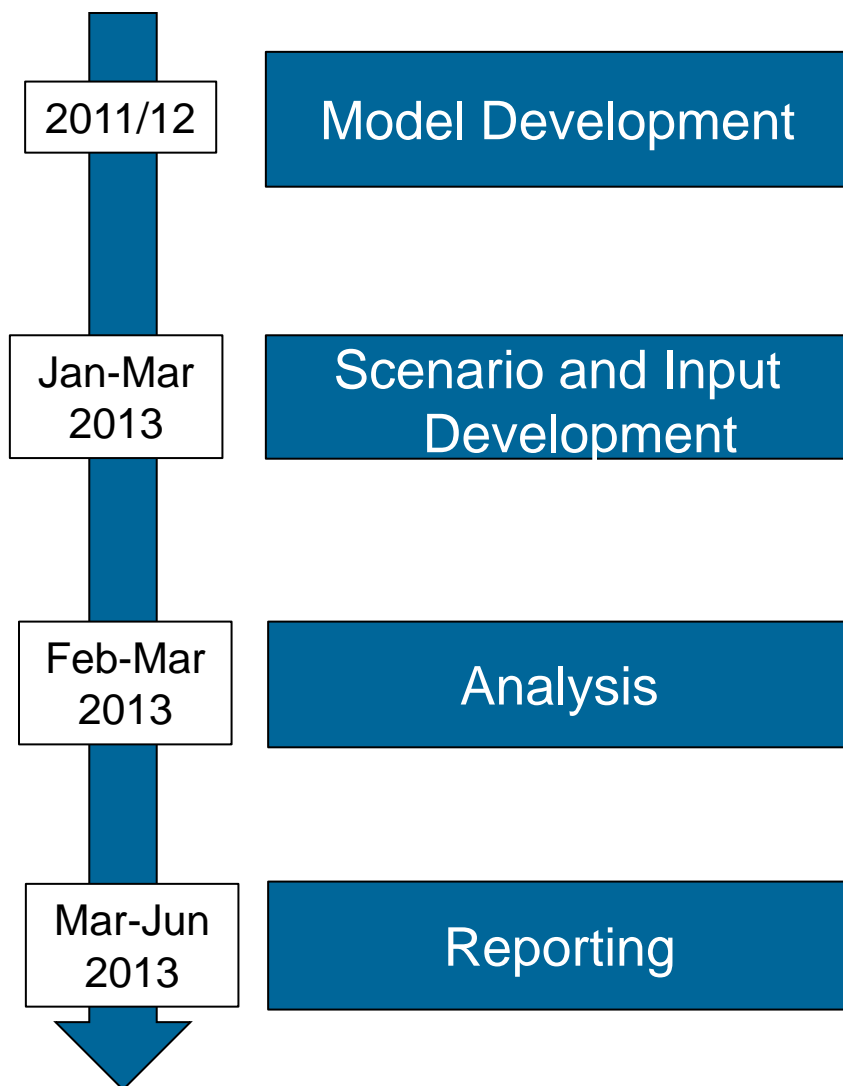 2011/12
Model Development
Jan-Mar
2013
Scenario and Input
Development
Feb-Mar
2013
Analysis
Mar-Jun
2013
Reporting